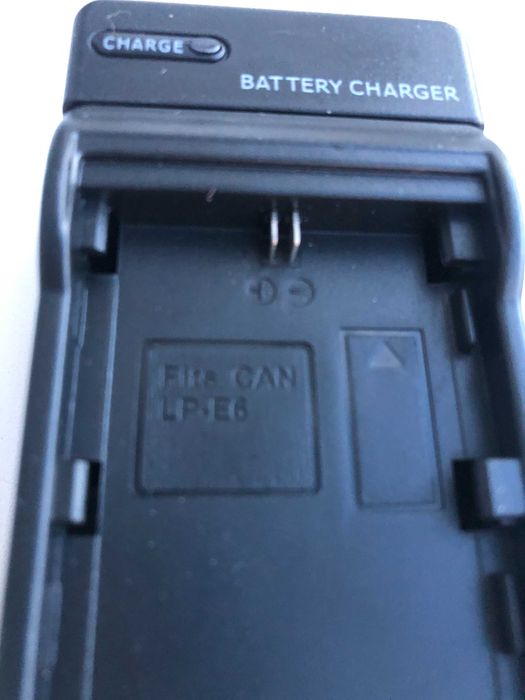 CHARGE
BATTERY CHARGER
Fits CAN
LP-E6